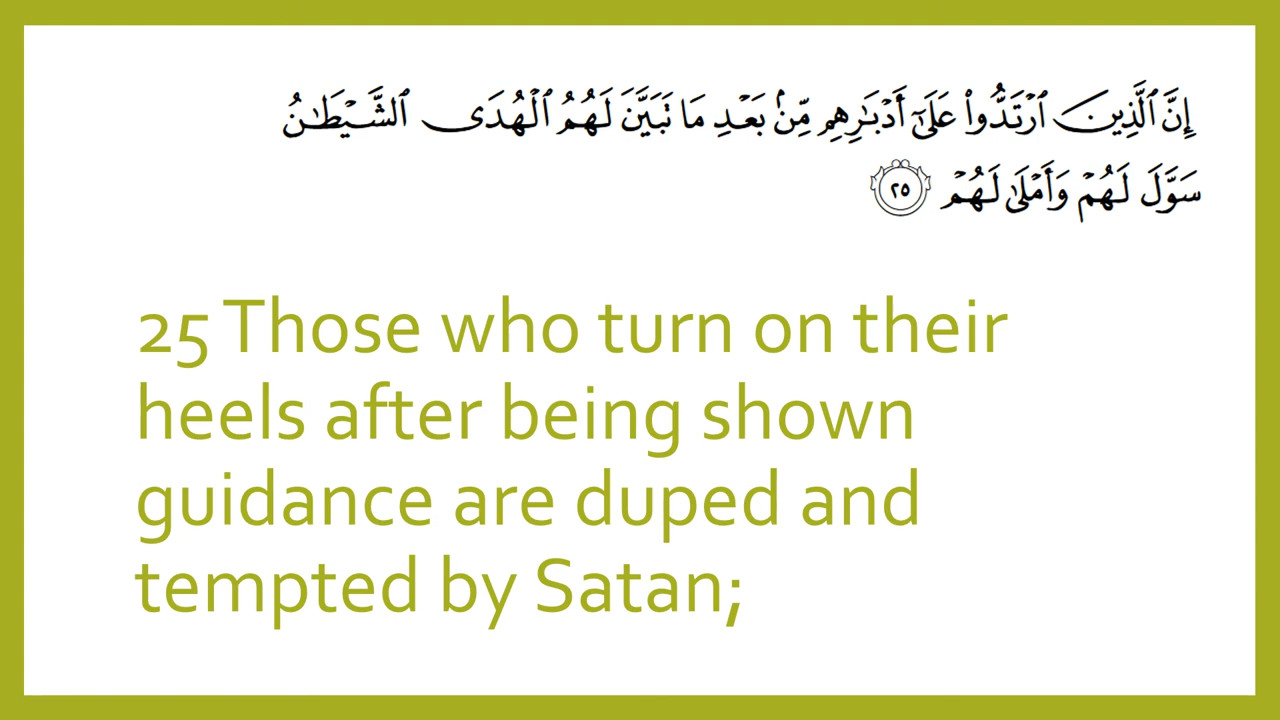 إِنَّ ٱلَّذِينَ ٱرْتَدُّوا۟ عَلَىٰٓ أَدْبَـٰرِهِم مِّنۢ بَعْدِ مَا تَبَيَّنَ لَهُمُ ٱلْهُدَى ٱلشَّيْطَـٰنُ
سَوَّلَ لَهُمْ وَأَمْلَىٰ لَهُمْ ٢٥
25 Those who turn on their
heels after being shown
guidance are duped and
tempted by Satan;